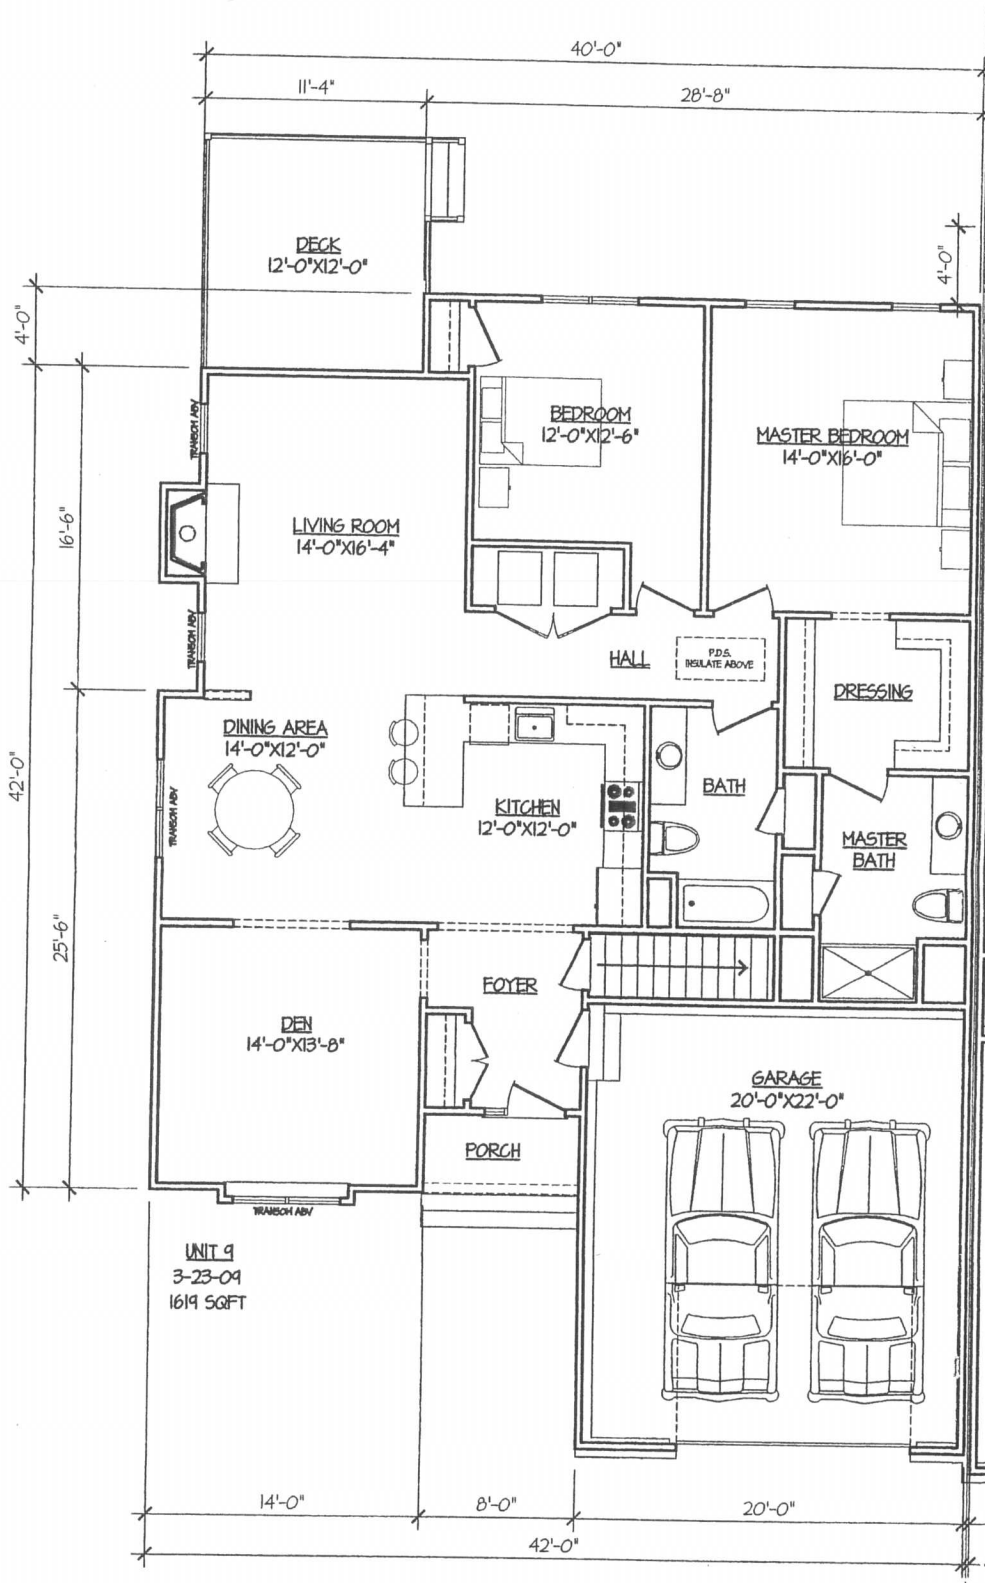 40'-0"
11'-4"
28'-8"
DECK
12'-0"X12'-0"
4'-0"
4'-0"
BEDROOM
12'-0"X12'-6"
MASTER BEDROOM
14'-0"X16'-0"
TRANSOM ABV
LIVING ROOM
14'-0"X16'-4"
16'-6"
TRANSOM ABV
HALL
P.D.S.
INSULATE ABOVE
DRESSING
DINING AREA
14'-0"X12'-0"
42'-0"
TRANSOM ABV
KITCHEN
12'-0"X12'-0"
BATH
MASTER
BATH
25'-6"
FOYER
DEN
14'-0"X13'-8"
GARAGE
20'-0"X22'-0"
PORCH
TRANSOM ABV
UNIT 9
3-23-09
1619 SQFT
14'-0"
8'-0"
20'-0"
42'-0"